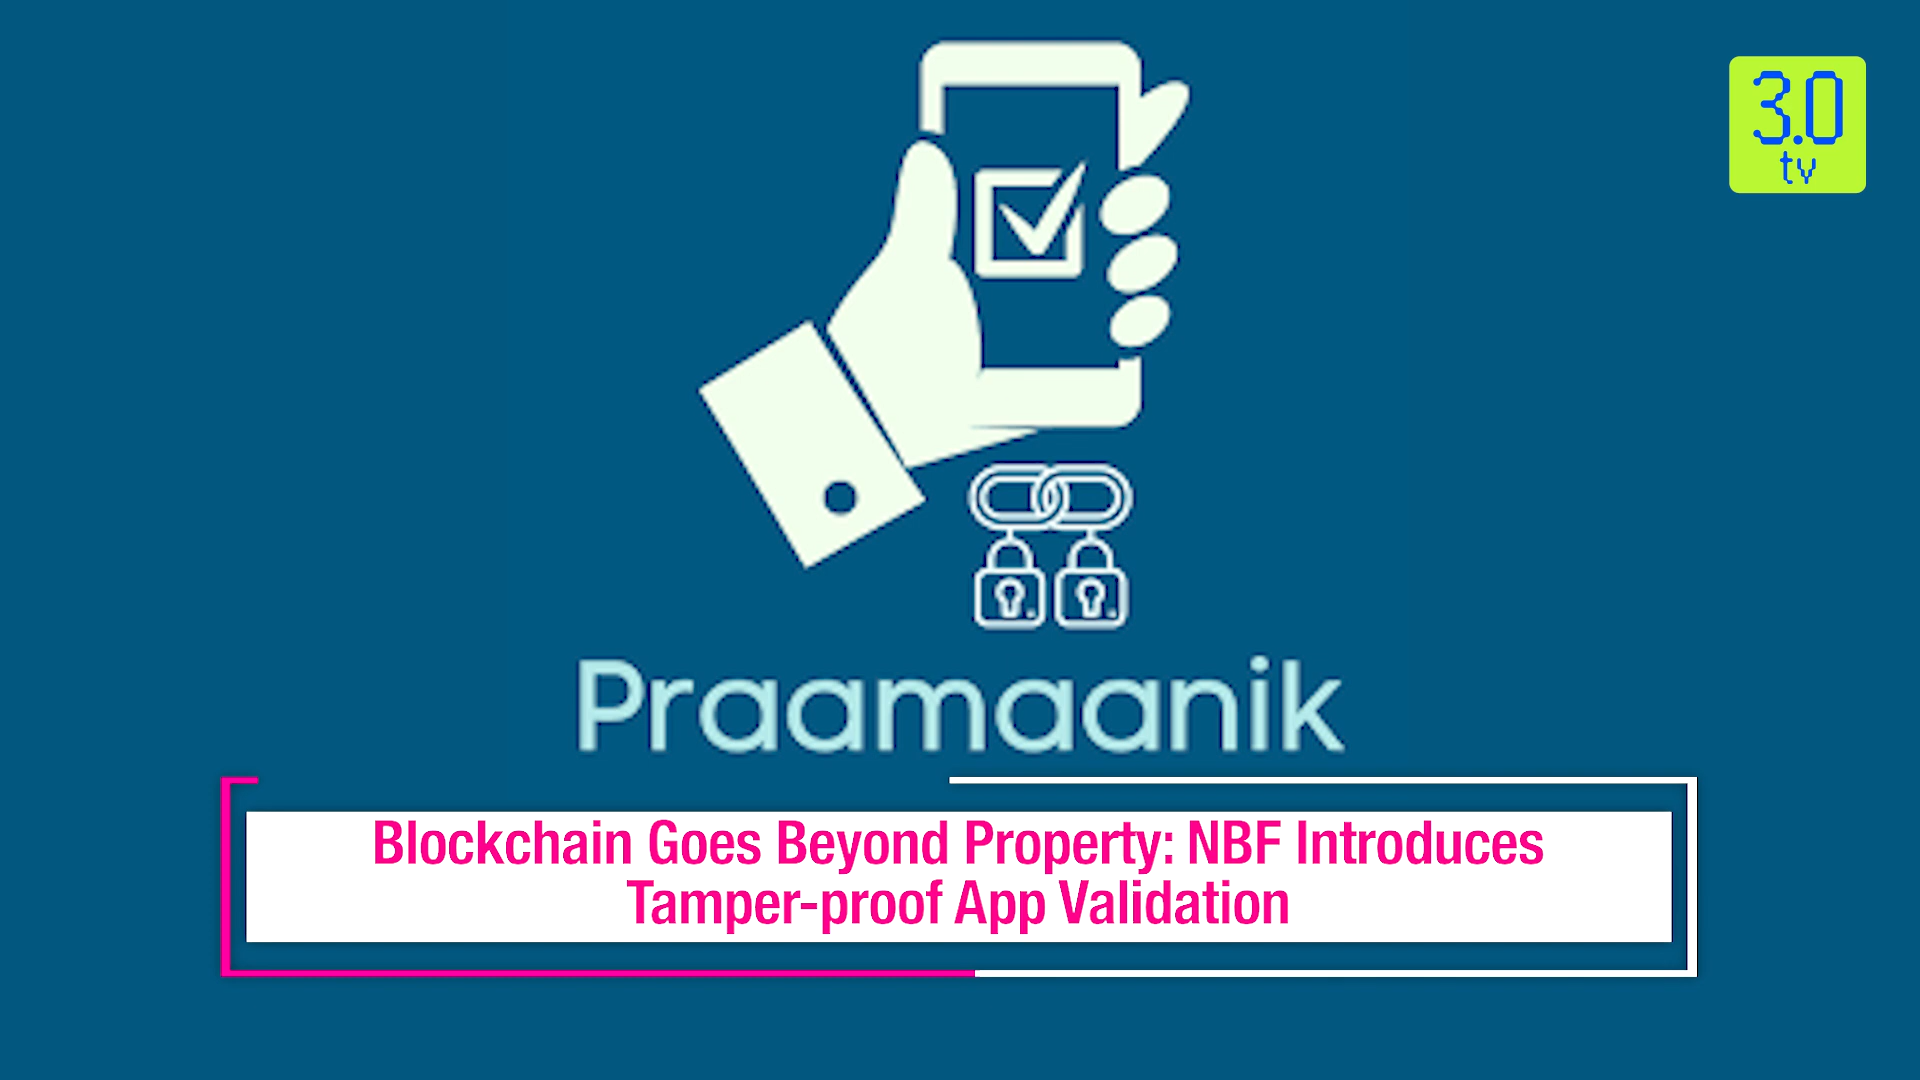 3.0
tv
Praamaanik
Blockchain Goes Beyond Property: NBF Introduces
Tamper-proof App Validation